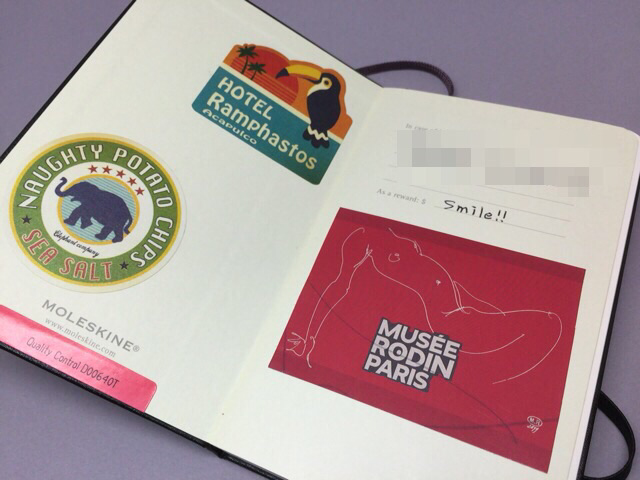 HOTEL
Ramphastos
Acapulco
NAUGHTY POTATO CHIPS
Elephant company
SEA SALT
MOLESKINE®
www.moleskine.com
Quality Control D00640T
As a reward: $ Smile!!
MUSÉE
RODIN
PARIS